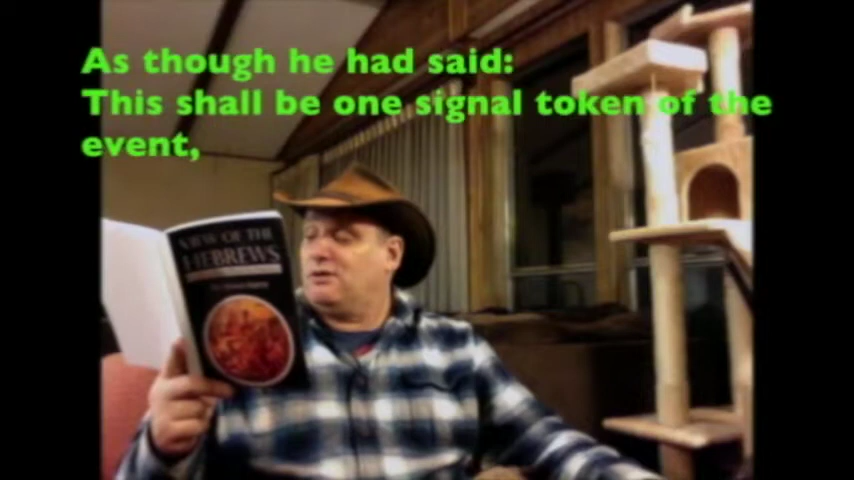 As though he had said:
This shall be one signal token of the
event,
VIEW OF THE
HEBREWS